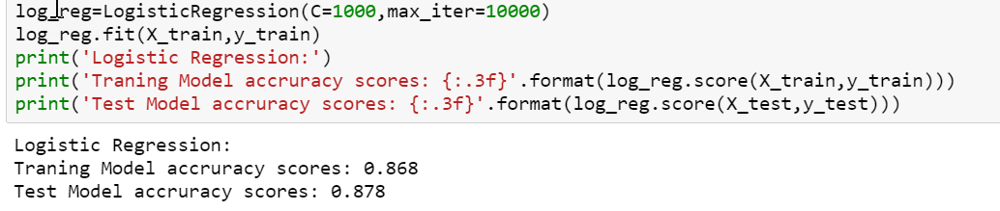 log_reg=LogisticRegression(C=1000,max_iter=10000)
log_reg.fit(X_train,y_train)
print('Logistic Regression:')
print('Traning Model accruracy scores: {:.3f}'.format(log_reg.score(X_train,y_train)))
print('Test Model accruracy scores: {:.3f}'.format(log_reg.score(X_test,y_test)))
Logistic Regression:
Traning Model accruracy scores: 0.868
Test Model accruracy scores: 0.878